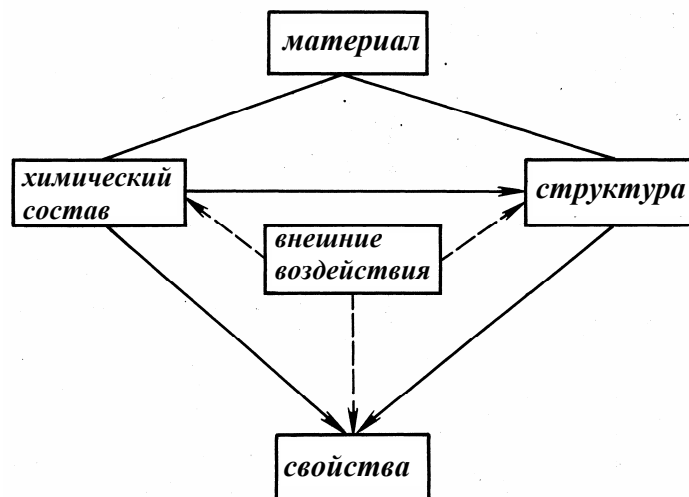 материал
химический
состав
структура
внешние
воздействия
свойства